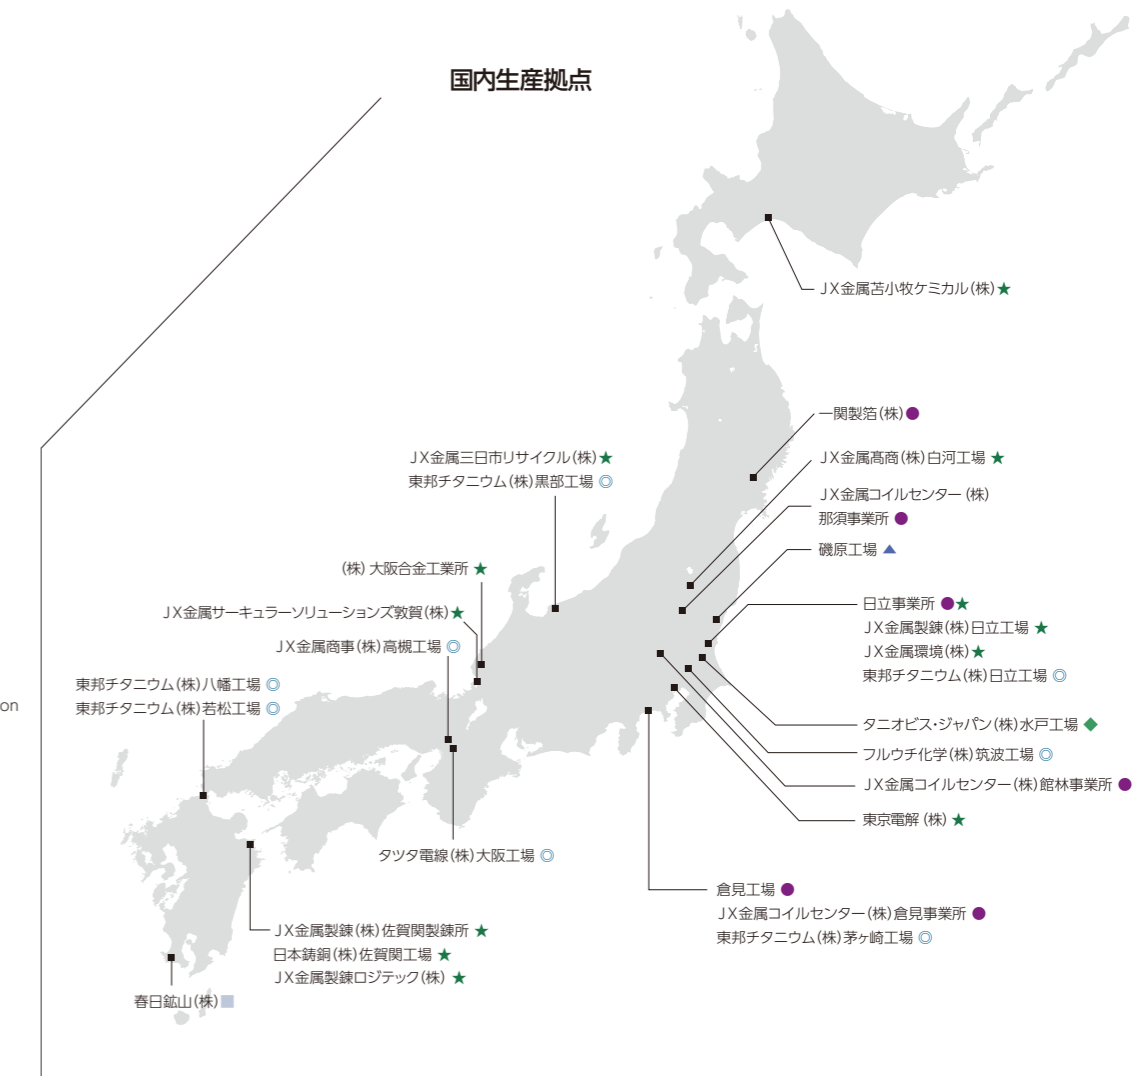 国内生産拠点
JX金属苫小牧ケミカル(株)★
一関製箔(株)●
JX金属髙商(株)白河工場 ★
JX金属コイルセンター (株)
那須事業所 ●
磯原工場 ▲
日立事業所 ●★
JX金属製錬(株)日立工場 ★
JX金属環境(株)★
東邦チタニウム(株)日立工場 ◎
タニオビス・ジャパン(株)水戸工場 ◆
フルウチ化学(株)筑波工場 ◎
JX金属コイルセンター(株)館林事業所 ●
東京電解 (株) ★
倉見工場 ●
JX金属コイルセンター(株)倉見事業所 ●
東邦チタニウム(株)茅ヶ崎工場 ◎
JX金属三日市リサイクル(株)★
東邦チタニウム(株)黒部工場 ◎
(株) 大阪合金工業所 ★
JX金属サーキュラーソリューションズ敦賀(株)★
JX金属商事(株)高槻工場 ◎
東邦チタニウム(株)八幡工場 ◎
東邦チタニウム(株)若松工場 ◎
on
タツタ電線(株)大阪工場 ◎
JX金属製錬(株)佐賀関製錬所 ★
日本鋳銅(株)佐賀関工場 ★
JX金属製錬ロジテック(株) ★
春日鉱山(株)■